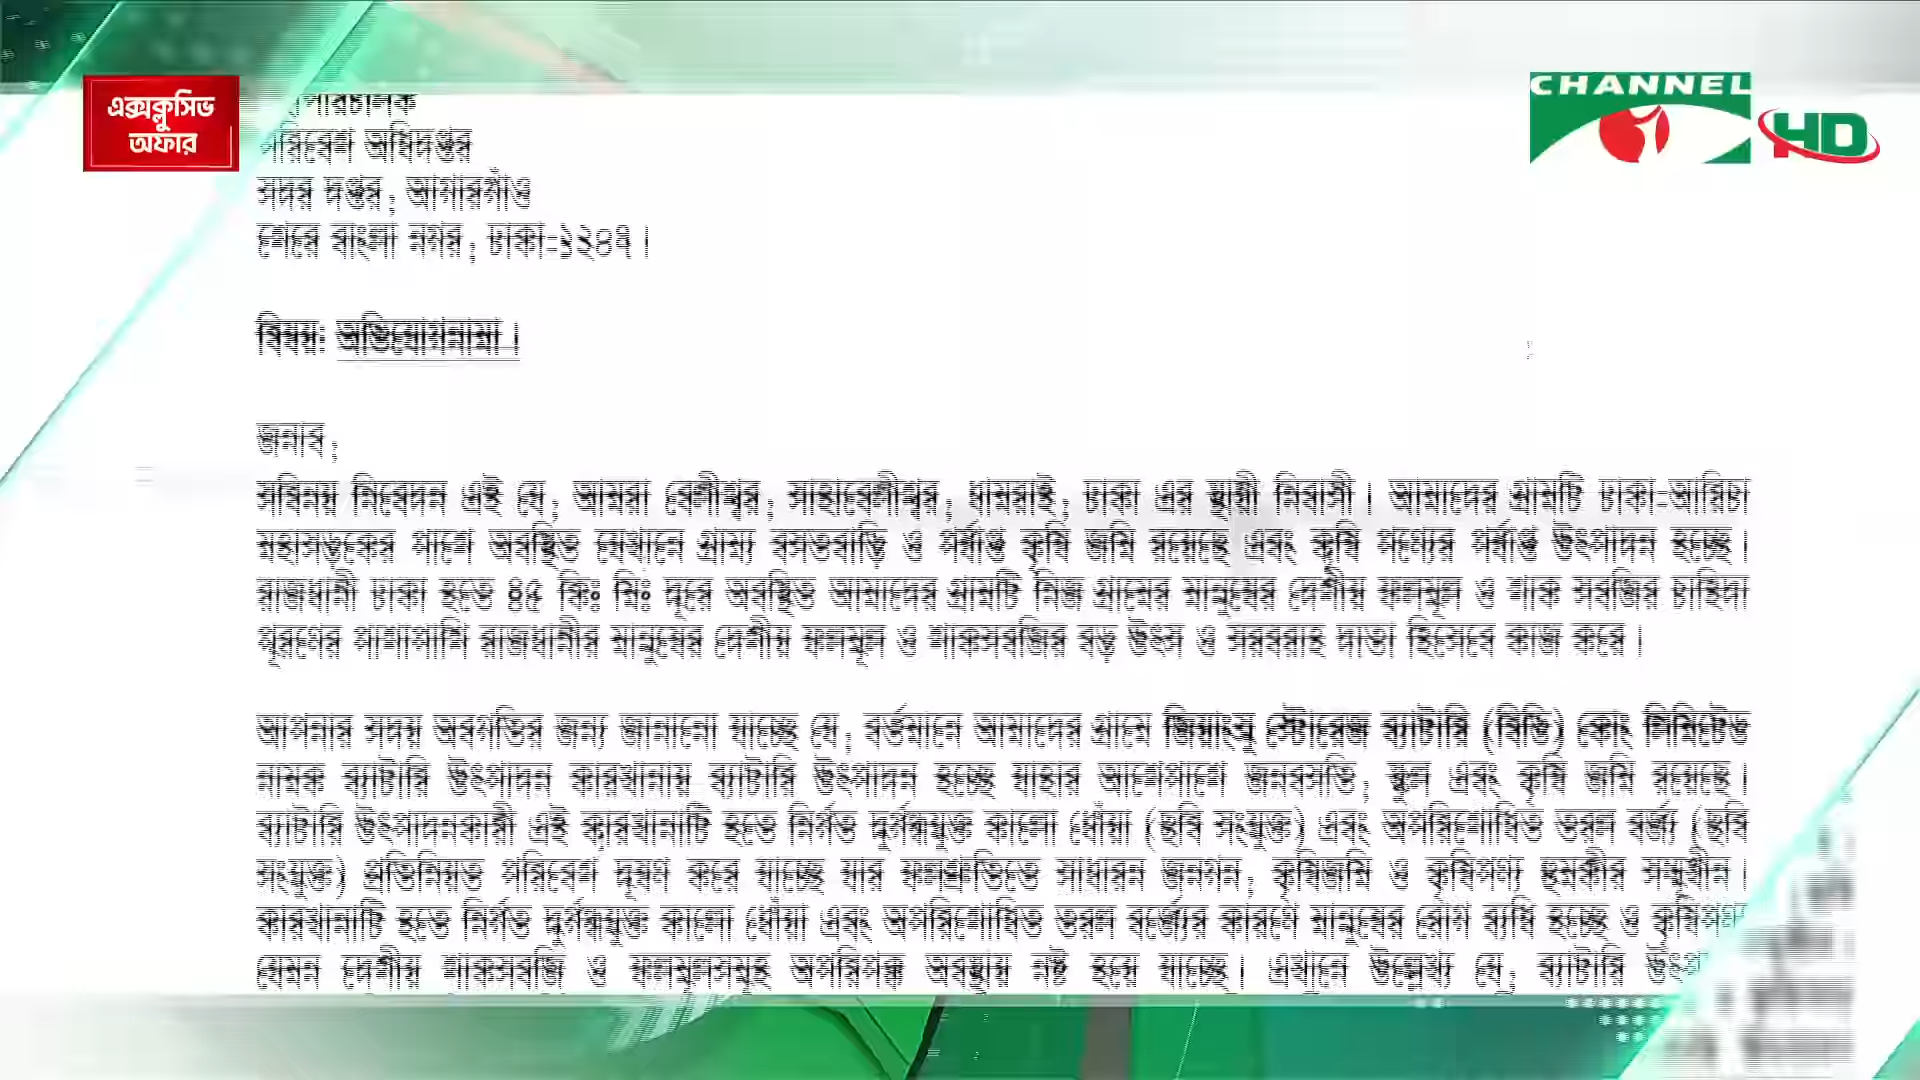 এক্সক্লুসিভ
অফার
CHANNEL
HD
পরিবেশ অধিদপ্তর
সদর দপ্তর, আগারগাঁও
শেরে বাংলা নগর, ঢাকা-১২০৭ ।
বিষয়: অভিযোগনামা ।
জনাব,
সবিনয় নিবেদন এই যে, আমরা বেলীশ্বর, সাহাবেলীশ্বর, ধামরাই, ঢাকা এর স্থায়ী নিবাসী । আমাদের গ্রামটি ঢাকা-আরিচা
মহাসড়কের পাশে অবস্থিত যেখানে গ্রাম্য বসতবাড়ি ও পর্যাপ্ত কৃষি জমি রয়েছে এবং কৃষি পণ্যের পর্যাপ্ত উৎপাদন হচ্ছে ।
রাজধানী ঢাকা হতে ৪৫ কিঃ মিঃ দূরে অবস্থিত আমাদের গ্রামটি নিজ গ্রামের মানুষের দেশীয় ফলমূল ও শাক সবজির চাহিদা
পূরণের পাশাপাশি রাজধানীর মানুষের দেশীয় ফলমূল ও শাকসবজির বড় উৎস ও সরবরাহ দাতা হিসেবে কাজ করে ।
আপনার সদয় অবগতির জন্য জানানো যাচ্ছে যে, বর্তমানে আমাদের গ্রামে জিয়াংসু স্টোরেজ ব্যাটারি (বিডি) কোং লিমিটেড
নামক ব্যাটারি উৎপাদন কারখানায় ব্যাটারি উৎপাদন হচ্ছে যাহার আশেপাশে জনবসতি, স্কুল এবং কৃষি জমি রয়েছে ।
ব্যাটারি উৎপাদনকারী এই কারখানাটি হতে নির্গত দুর্গন্ধযুক্ত কালো ধোঁয়া (ছবি সংযুক্ত) এবং অপরিশোধিত তরল বর্জ্য (ছবি
সংযুক্ত) প্রতিনিয়ত পরিবেশ দূষণ করে যাচ্ছে যার ফলশ্রুতিতে সাধারন জনগন, কৃষিজমি ও কৃষিপণ্য হুমকীর সম্মুখীন ।
কারখানাটি হতে নির্গত দুর্গন্ধযুক্ত কালো ধোঁয়া এবং অপরিশোধিত তরল বর্জ্যের কারণে মানুষের রোগ ব্যধি হচ্ছে ও কৃষিপণ্য
যেমন দেশীয় শাকসবজি ও ফলমূলসমূহ অপরিপক্ক অবস্থায় নষ্ট হয়ে যাচ্ছে । এখানে উল্লেখ্য যে, ব্যাটারি